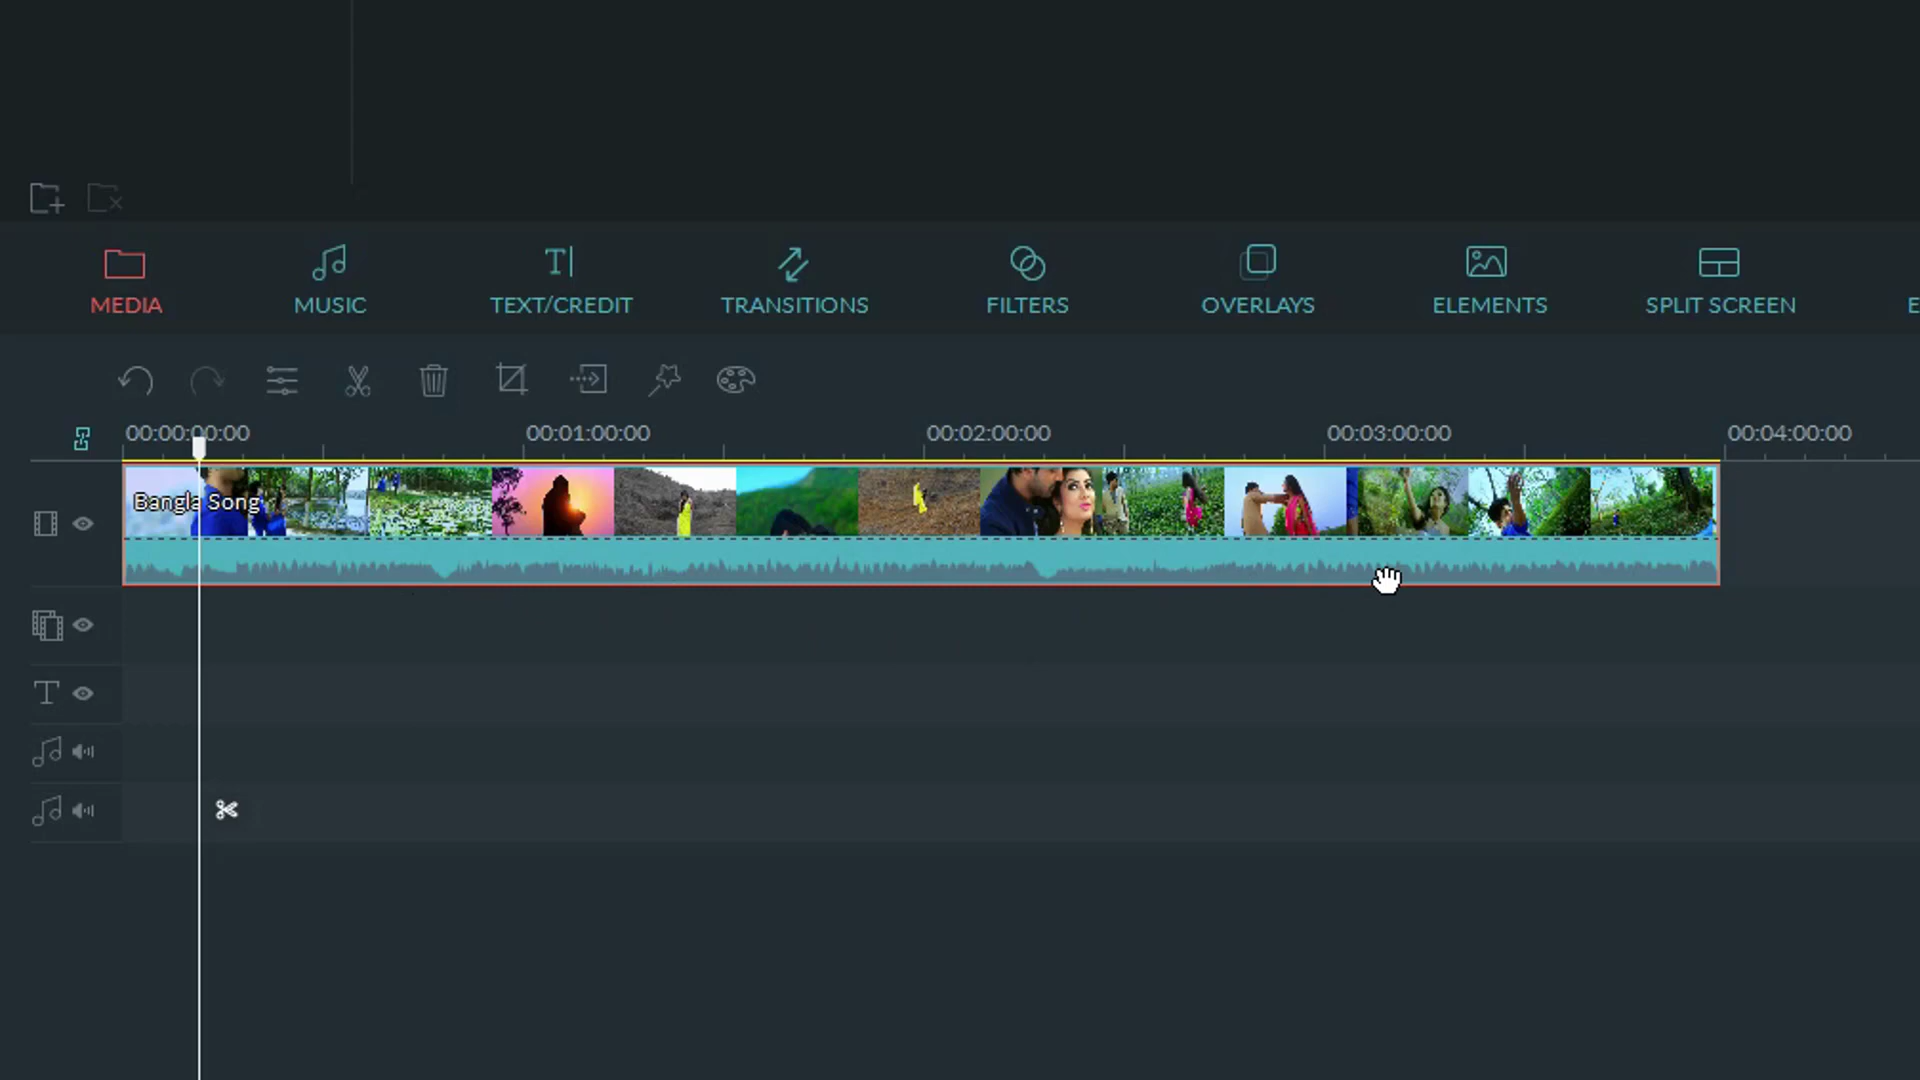 MEDIA MUSIC TEXT/CREDIT TRANSITIONS FILTERS OVERLAYS ELEMENTS SPLIT SCREEN E
00:00:00:00 00:01:00:00 00:02:00:00 00:03:00:00 00:04:00:00
Bangla Song